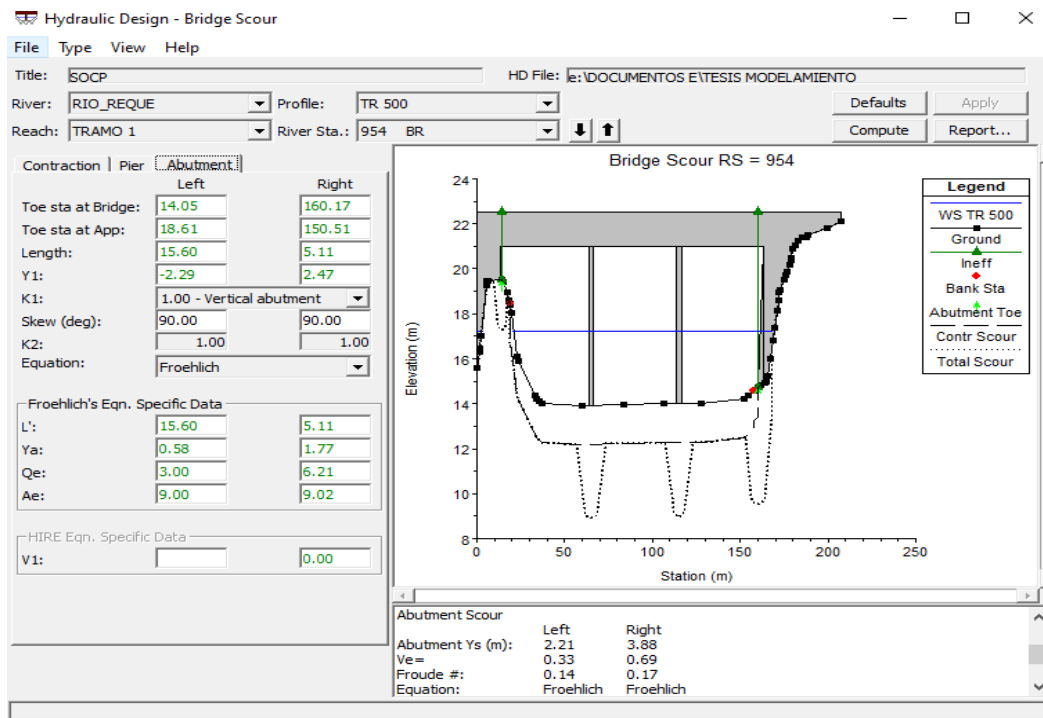 Hydraulic Design - Bridge Scour
File Type View Help
Title: SOCP HD File: e:\DOCUMENTOS E\TESIS MODELAMIENTO
River: RIO_REQUE Profile: TR 500 Defaults Apply
Reach: TRAMO 1 River Sta.: 954 BR Compute Report...
Contraction Pier Abutment
Left Right
Toe sta at Bridge: 14.05 160.17
Toe sta at App: 18.61 150.51
Length: 15.60 5.11
Y1: -2.29 2.47
K1: 1.00 - Vertical abutment
Skew (deg): 90.00 90.00
K2: 1.00 1.00
Equation: Froehlich
Froehlich's Eqn. Specific Data
L': 15.60 5.11
Ya: 0.58 1.77
Qe: 3.00 6.21
Ae: 9.00 9.02
HIRE Eqn. Specific Data
V1: 0.00
Bridge Scour RS = 954
24
22
20
18
16
14
12
10
8
Elevation (m)
0 50 100 150 200 250
Station (m)
Legend
WS TR 500
Ground
Ineff
Bank Sta
Abutment Toe
Contr Scour
Total Scour
Abutment Scour
Left Right
Abutment Ys (m): 2.21 3.88
Ve= 0.33 0.69
Froude #: 0.14 0.17
Equation: Froehlich Froehlich